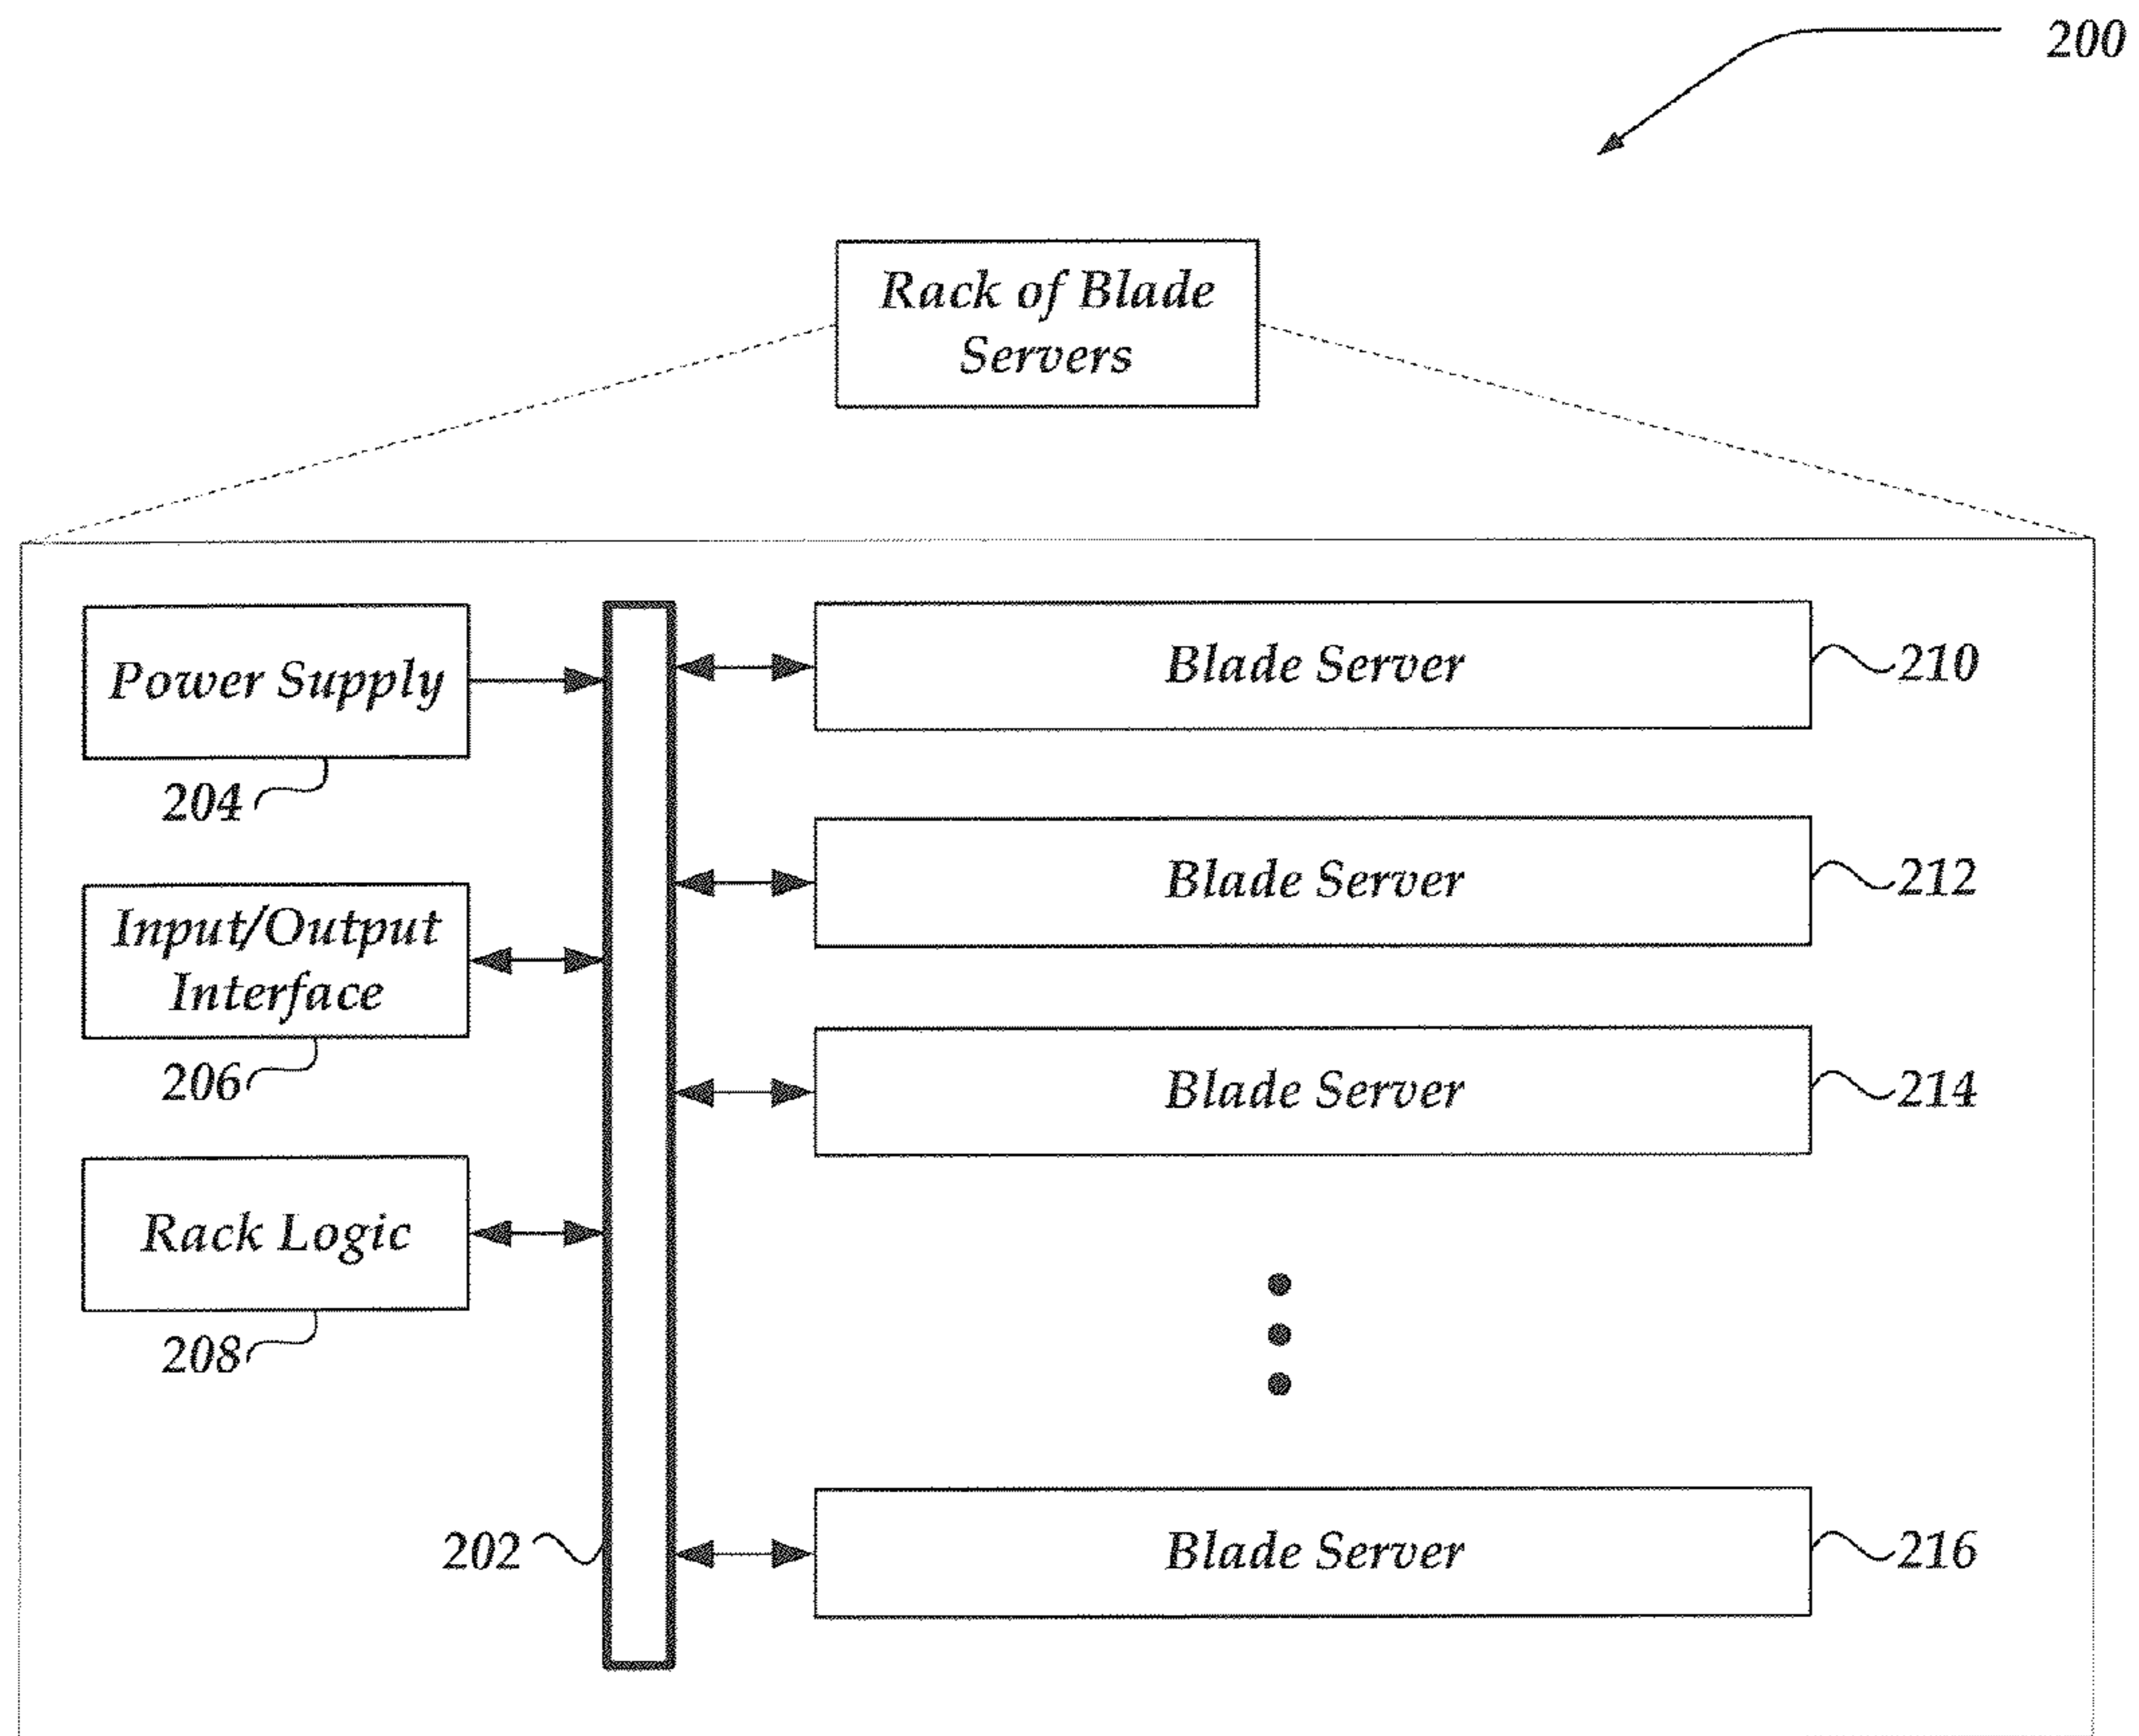 200
Rack of Blade
Servers
Power Supply
204
Input/Output
Interface
206
Rack Logic
208
202
Blade Server
210
Blade Server
212
Blade Server
214
Blade Server
216